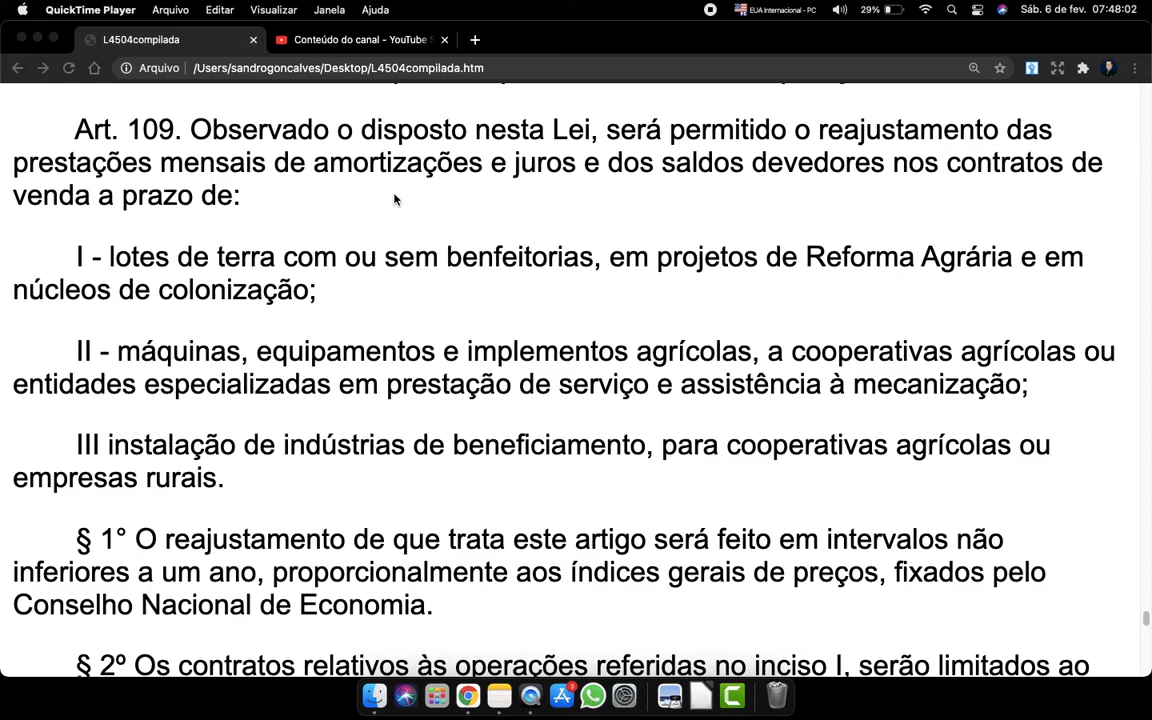 QuickTime Player Arquivo Editar Visualizar Janela Ajuda EUA Internacional - PC 29% Sáb. 6 de fev. 07:48:02
L4504compilada Conteúdo do canal - YouTube
Arquivo /Users/sandrogoncalves/Desktop/L4504compilada.htm
Art. 109. Observado o disposto nesta Lei, será permitido o reajustamento das
prestações mensais de amortizações e juros e dos saldos devedores nos contratos de
venda a prazo de:
I - lotes de terra com ou sem benfeitorias, em projetos de Reforma Agrária e em
núcleos de colonização;
II - máquinas, equipamentos e implementos agrícolas, a cooperativas agrícolas ou
entidades especializadas em prestação de serviço e assistência à mecanização;
III instalação de indústrias de beneficiamento, para cooperativas agrícolas ou
empresas rurais.
§ 1° O reajustamento de que trata este artigo será feito em intervalos não
inferiores a um ano, proporcionalmente aos índices gerais de preços, fixados pelo
Conselho Nacional de Economia.
§ 2º Os contratos relativos às operações referidas no inciso I, serão limitados ao